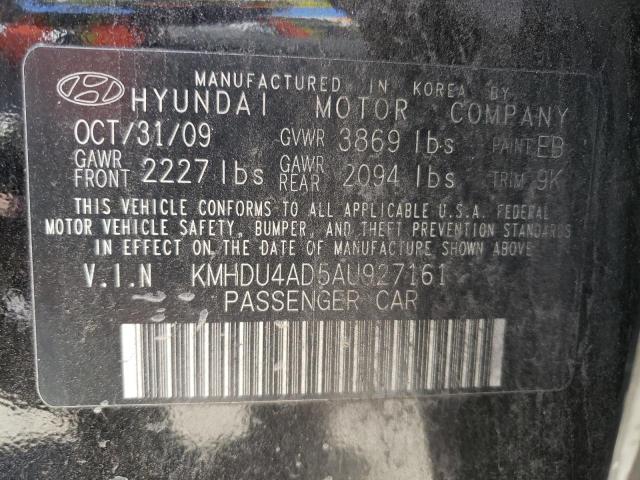 MANUFACTURED IN KOREA BY
HYUNDAI MOTOR COMPANY
OCT/31/09 GVWR 3869 lbs PAINT EB
GAWR FRONT 2227 lbs GAWR REAR 2094 lbs TRIM 9K
THIS VEHICLE CONFORMS TO ALL APPLICABLE U.S.A. FEDERAL
MOTOR VEHICLE SAFETY, BUMPER, AND THEFT PREVENTION STANDARDS
IN EFFECT ON THE DATE OF MANUFACTURE SHOWN ABOVE
V.I.N KMHDU4AD5AU927161
PASSENGER CAR